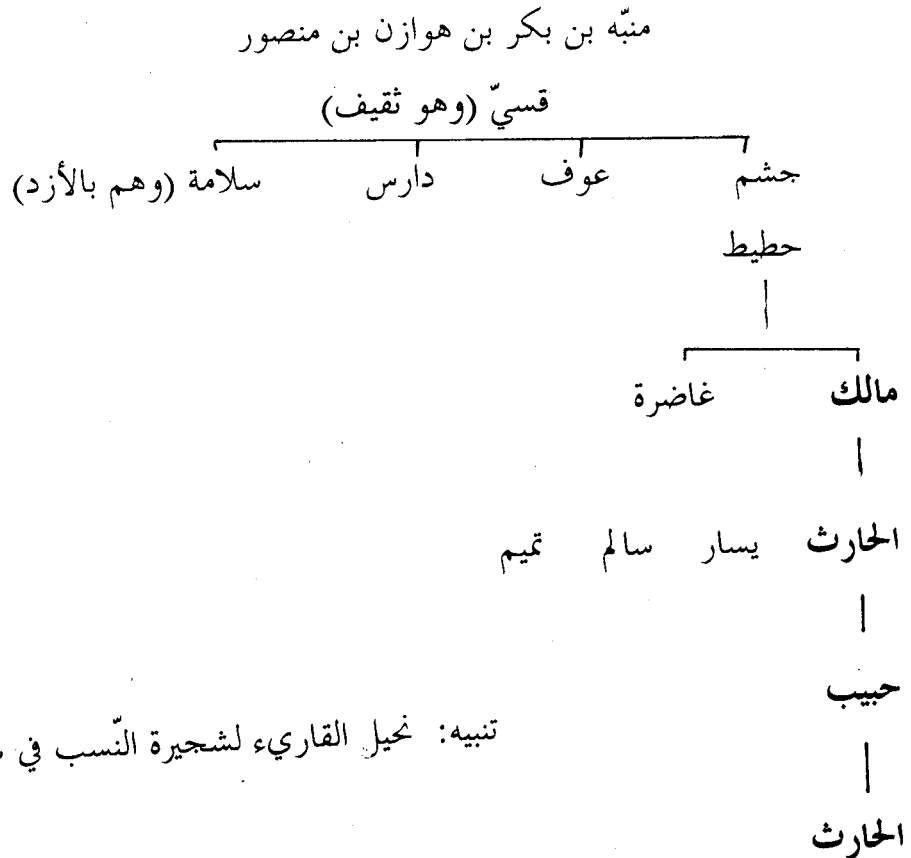 منبّه بن بكر بن هوازن بن منصور
قسيّ (وهو ثقيف)
جشم عوف دارس سلامة (وهم بالأزد)
حطيط
مالك غاضرة
الحارث يسار سالم تميم
حبيب
تنبيه: نحيل القاريء لشجيرة النّسب في
الحارث